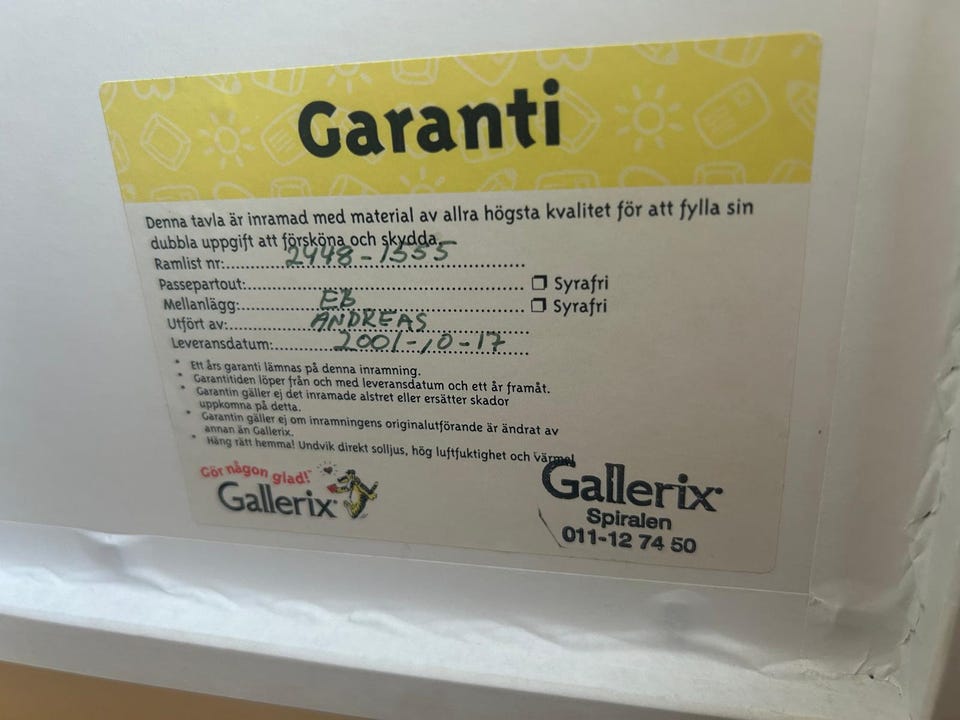 Garanti
Denna tavla är inramad med material av allra högsta kvalitet för att fylla sin
dubbla uppgift att försköna och skydda.
Ramlist nr:..... 2448-1555
Passepartout:..... ❒ Syrafri
Mellanlägg:..... EB ❒ Syrafri
Utfört av:..... ANDREAS
Leveransdatum:..... 2001-10-17
* Ett års garanti lämnas på denna inramning.
* Garantitiden löper från och med leveransdatum och ett år framåt.
* Garantin gäller ej det inramade alstret eller ersätter skador
uppkomna på detta.
* Garantin gäller ej om inramningens originalutförande är ändrat av
annan än Gallerix.
* Häng rätt hemma! Undvik direkt solljus, hög luftfuktighet och värme!
Gör någon glad!
Gallerix
Gallerix
Spiralen
011-12 74 50